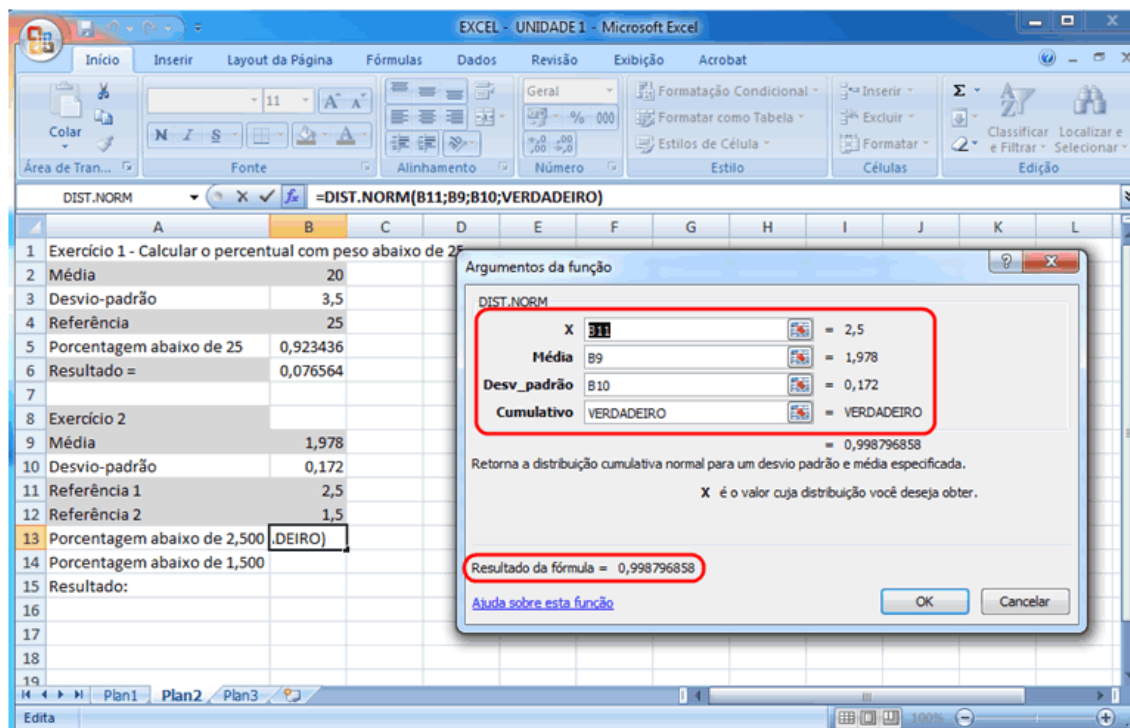 EXCEL - UNIDADE 1 - Microsoft Excel
Início Inserir Layout da Página Fórmulas Dados Revisão Exibição Acrobat
Colar
11 A A
N I S A
Geral
% 000
Formatação Condicional
Formatar como Tabela
Estilos de Célula
Inserir
Excluir
Formatar
Σ
Classificar e Filtrar
Localizar e Selecionar
Área de Tran... Fonte Alinhamento Número Estilo Células Edição
DIST.NORM fx =DIST.NORM(B11;B9;B10;VERDADEIRO)
A B C D E F G H I J K L
1 Exercício 1 - Calcular o percentual com peso abaixo de 25
2 Média 20
3 Desvio-padrão 3,5
4 Referência 25
5 Porcentagem abaixo de 25 0,923436
6 Resultado = 0,076564
7
8 Exercício 2
9 Média 1,978
10 Desvio-padrão 0,172
11 Referência 1 2,5
12 Referência 2 1,5
13 Porcentagem abaixo de 2,500 .DEIRO)
14 Porcentagem abaixo de 1,500
15 Resultado:
16
17
18
19
Argumentos da função
DIST.NORM
X B11 = 2,5
Média B9 = 1,978
Desv_padrão B10 = 0,172
Cumulativo VERDADEIRO = VERDADEIRO
= 0,998796858
Retorna a distribuição cumulativa normal para um desvio padrão e média especificada.
X é o valor cuja distribuição você deseja obter.
Resultado da fórmula = 0,998796858
Ajuda sobre esta função
OK Cancelar
Plan1 Plan2 Plan3
Edita 100%